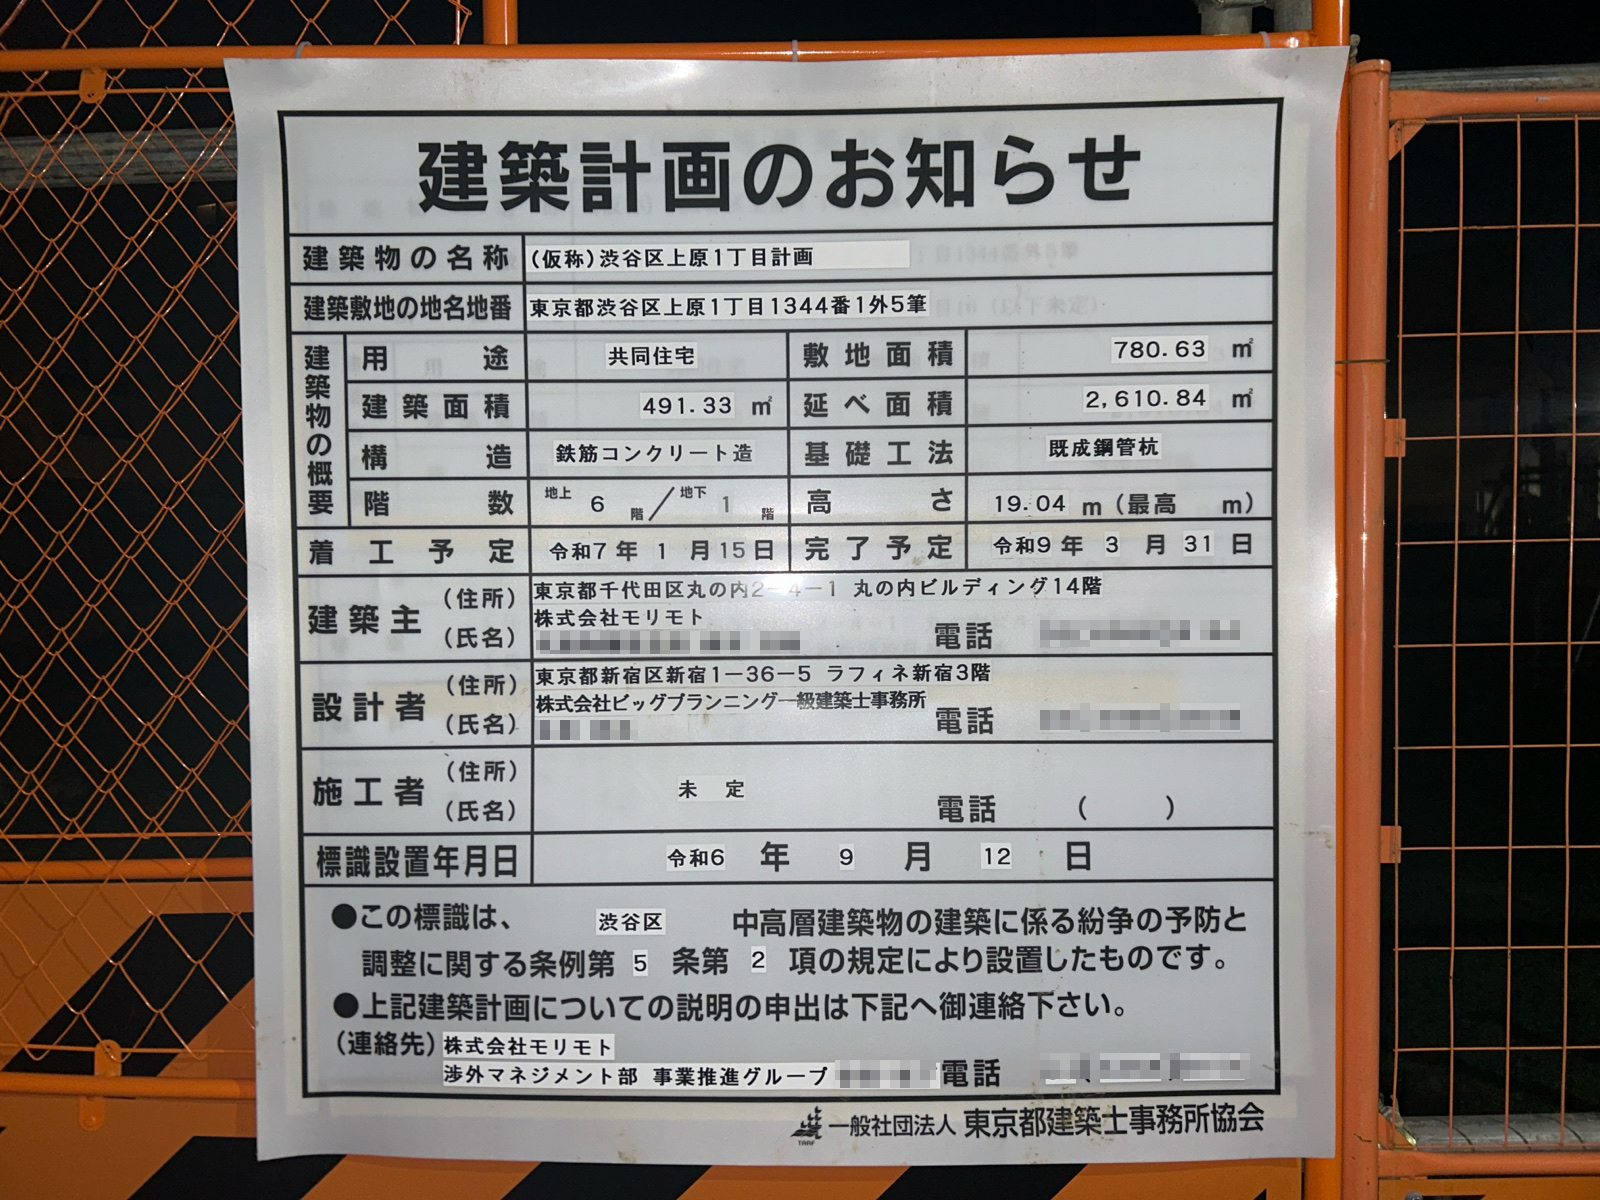 建築計画のお知らせ
建築物の名称 (仮称)渋谷区上原1丁目計画
建築敷地の地名地番 東京都渋谷区上原1丁目1344番1外5筆
建築物の概要
用途 共同住宅 敷地面積 780.63 ㎡
建築面積 491.33 ㎡ 延べ面積 2,610.84 ㎡
構造 鉄筋コンクリート造 基礎工法 既成鋼管杭
階数 地上 6 階/地下 1 階 高さ 19.04 m(最高 m)
着工予定 令和7年 1 月15日 完了予定 令和9年 3 月 31 日
建築主 (住所) 東京都千代田区丸の内2-4-1 丸の内ビルディング14階
株式会社モリモト
(氏名) 電話
設計者 (住所) 東京都新宿区新宿1-36-5 ラフィネ新宿3階
株式会社ビッグプランニング一級建築士事務所
(氏名) 電話
施工者 (住所)
未定
(氏名) 電話 ( )
標識設置年月日 令和6 年 9 月 12 日
●この標識は、 渋谷区 中高層建築物の建築に係る紛争の予防と
調整に関する条例第 5 条第 2 項の規定により設置したものです。
●上記建築計画についての説明の申出は下記へ御連絡下さい。
(連絡先) 株式会社モリモト
渉外マネジメント部 事業推進グループ 電話
一般社団法人 東京都建築士事務所協会